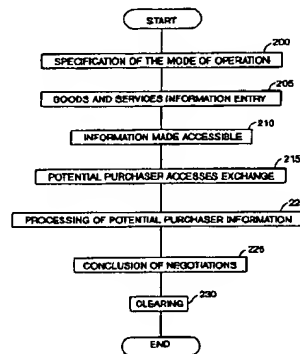 START
200
SPECIFICATION OF THE MODE OF OPERATION
205
GOODS AND SERVICES INFORMATION ENTRY
210
INFORMATION MADE ACCESSIBLE
215
POTENTIAL PURCHASER ACCESSES EXCHANGE
22
PROCESSING OF POTENTIAL PURCHASER INFORMATION
225
CONCLUSION OF NEGOTIATIONS
230
CLEARING
END